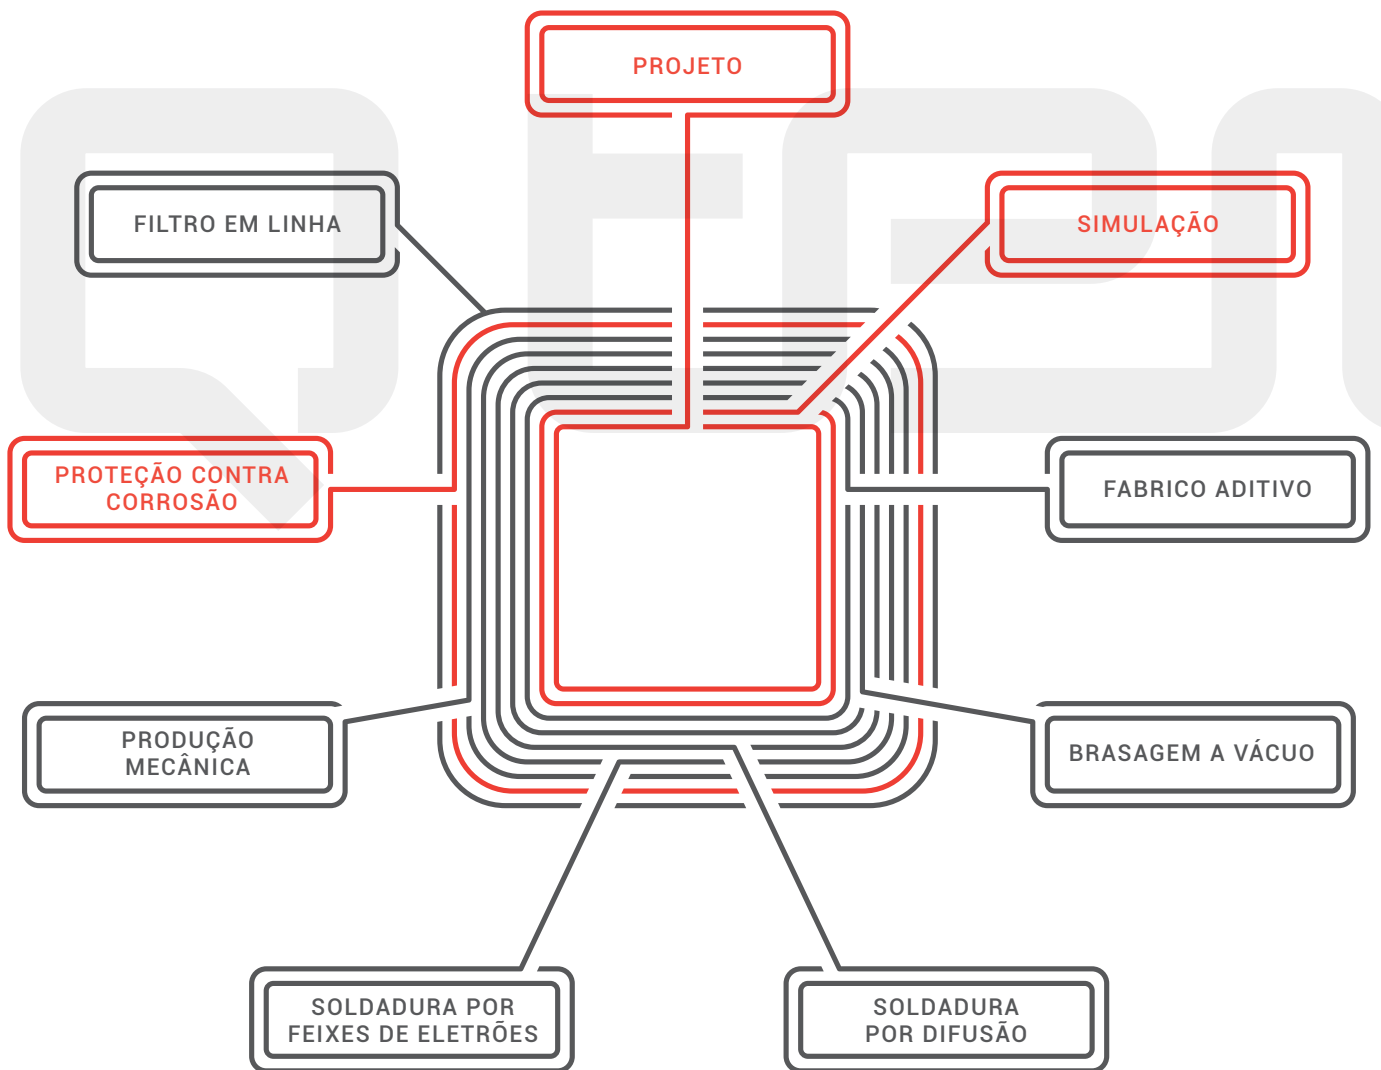 PROJETO
FILTRO EM LINHA
SIMULAÇÃO
PROTEÇÃO CONTRA
CORROSÃO
FABRICO ADITIVO
PRODUÇÃO
MECÂNICA
BRASAGEM A VÁCUO
SOLDADURA POR
FEIXES DE ELETRÕES
SOLDADURA
POR DIFUSÃO